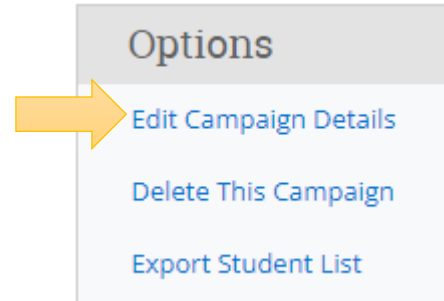 Options
Edit Campaign Details
Delete This Campaign
Export Student List